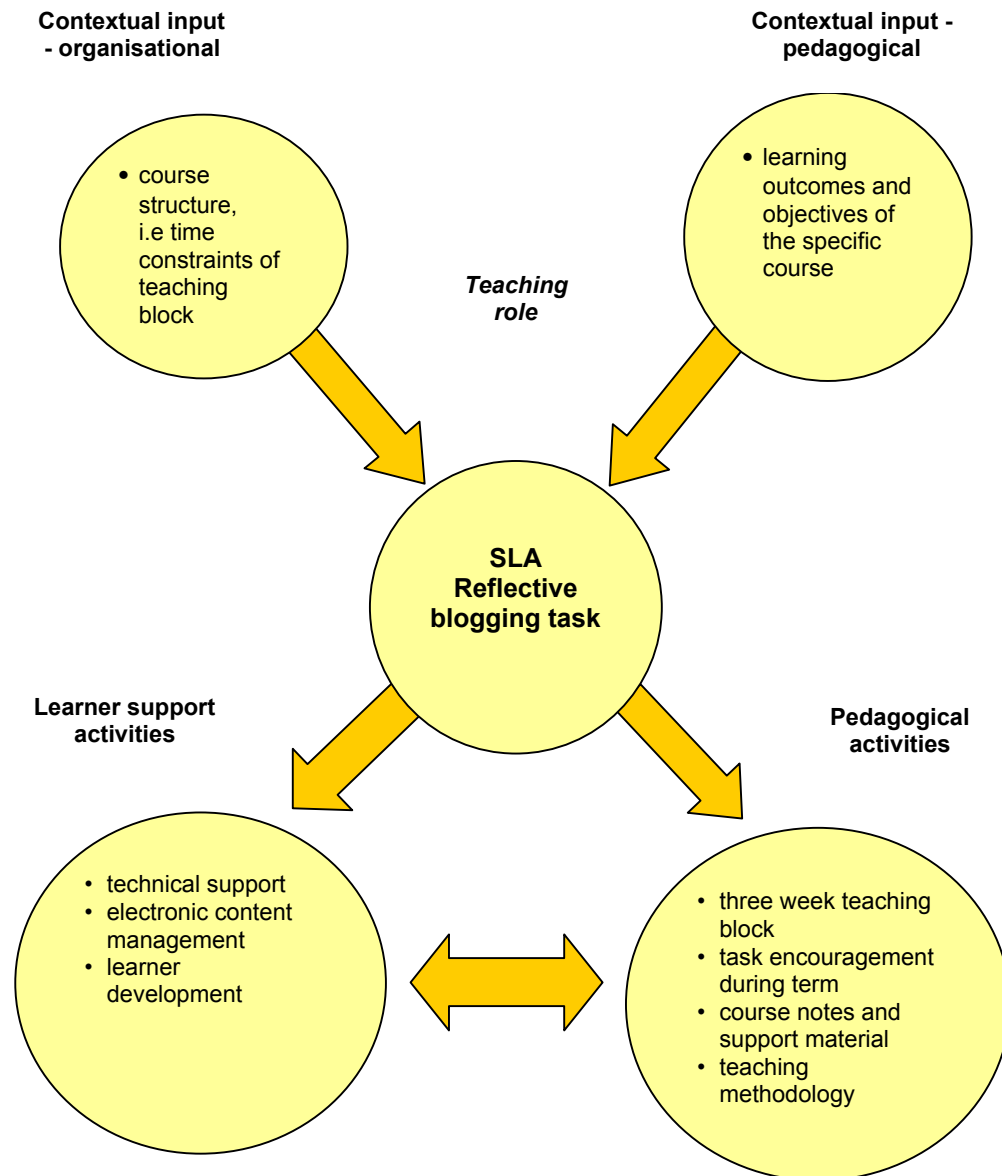 Contextual input
- organisational
Contextual input -
pedagogical
• course
structure,
i.e time
constraints of
teaching
block
• learning
outcomes and
objectives of
the specific
course
Teaching
role
SLA
Reflective
blogging task
Learner support
activities
Pedagogical
activities
• technical support
• electronic content
management
• learner
development
• three week teaching
block
• task encouragement
during term
• course notes and
support material
• teaching
methodology